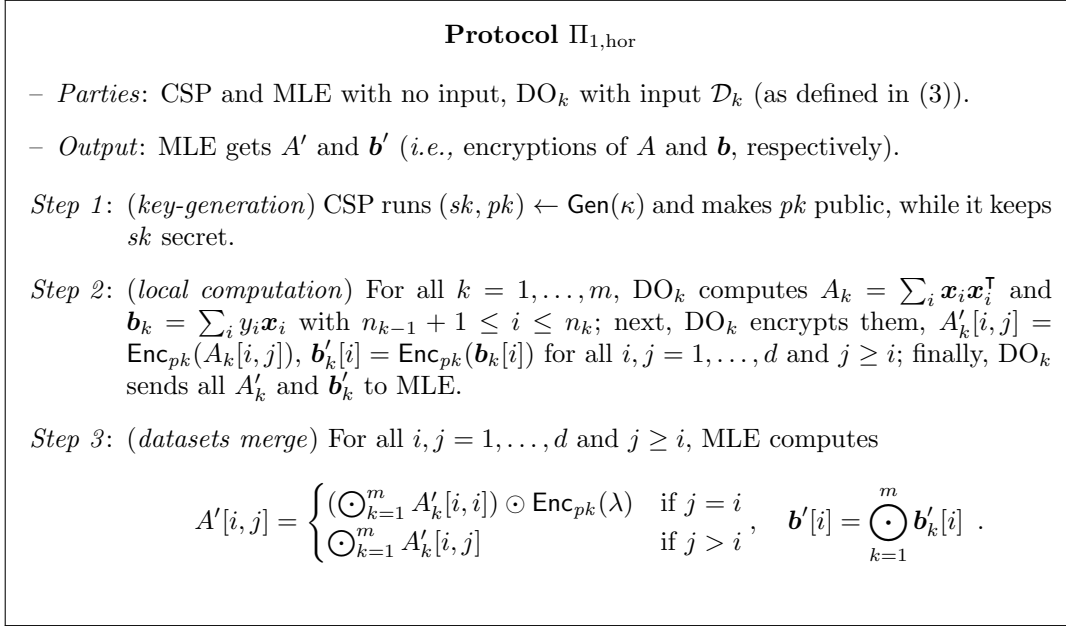 Protocol Π₁,hor
– Parties: CSP and MLE with no input, DOₖ with input 𝒟ₖ (as defined in (3)).
– Output: MLE gets A′ and b′ (i.e., encryptions of A and b, respectively).
Step 1: (key-generation) CSP runs (sk, pk) ← Gen(κ) and makes pk public, while it keeps
sk secret.
Step 2: (local computation) For all k = 1, . . . , m, DOₖ computes Aₖ = ∑ᵢ xᵢxᵢ^⊺ and
bₖ = ∑ᵢ yᵢxᵢ with nₖ₋₁ + 1 ≤ i ≤ nₖ; next, DOₖ encrypts them, A′ₖ[i, j] =
Encₚₖ(Aₖ[i, j]), b′ₖ[i] = Encₚₖ(bₖ[i]) for all i, j = 1, . . . , d and j ≥ i; finally, DOₖ
sends all A′ₖ and b′ₖ to MLE.
Step 3: (datasets merge) For all i, j = 1, . . . , d and j ≥ i, MLE computes
A′[i, j] = { (⨀ₖ₌₁ᵐ A′ₖ[i, i]) ⊙ Encₚₖ(λ) if j = i
⨀ₖ₌₁ᵐ A′ₖ[i, j] if j > i , b′[i] = ⨀ₖ₌₁ᵐ b′ₖ[i] .